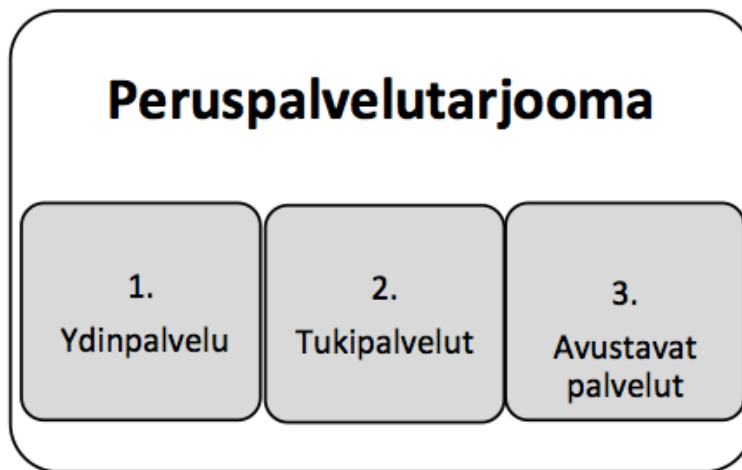 Peruspalvelutarjooma
1.
Ydinpalvelu
2.
Tukipalvelut
3.
Avustavat
palvelut